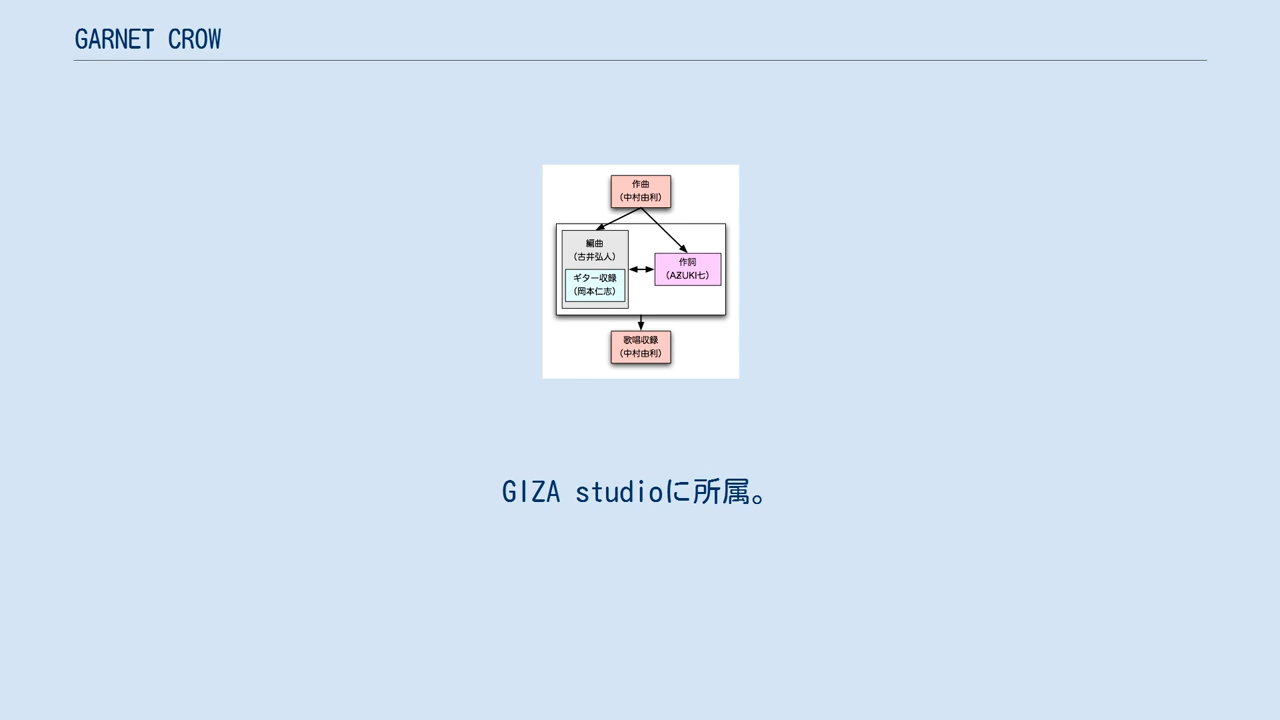 GARNET CROW
作曲
（中村由利）
編曲
（古井弘人）
ギター収録
（岡本仁志）
作詞
（AZUKI七）
歌唱収録
（中村由利）
GIZA studioに所属。